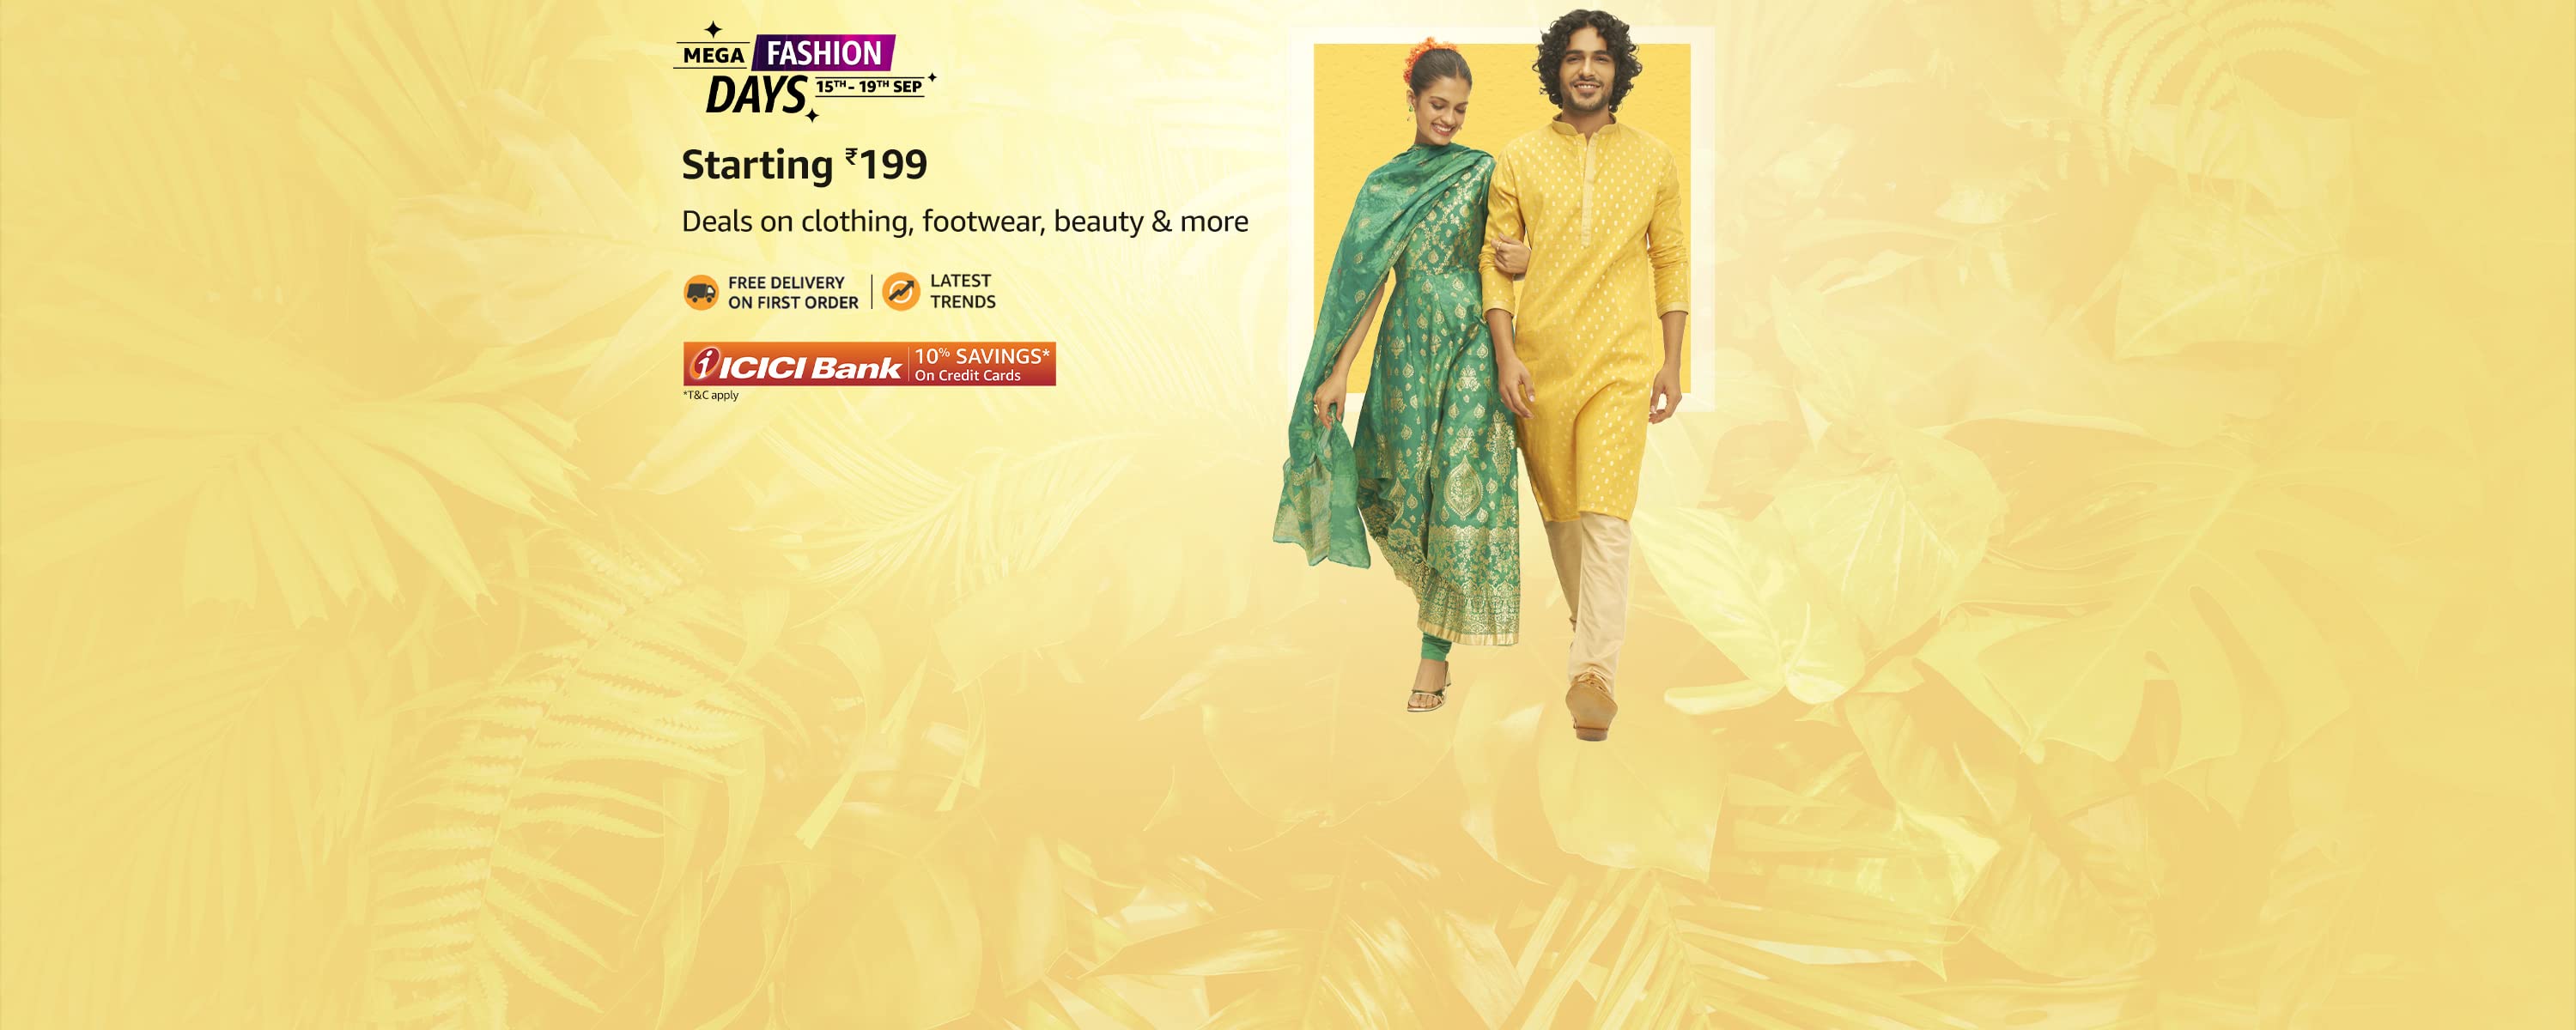 MEGA FASHION
DAYS 15TH - 19TH SEP
Starting ₹199
Deals on clothing, footwear, beauty & more
FREE DELIVERY
ON FIRST ORDER
LATEST
TRENDS
i ICICI Bank
10% SAVINGS*
On Credit Cards
*T&C apply